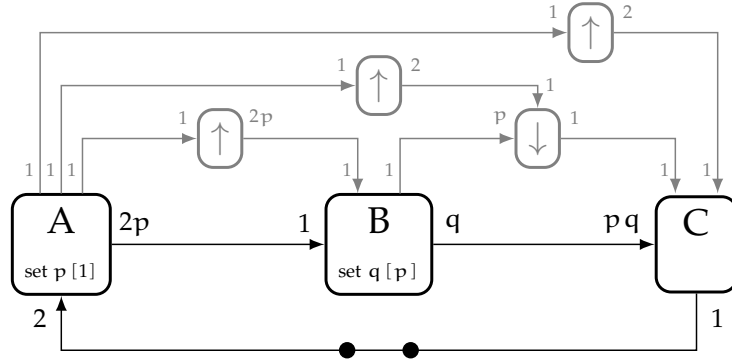 1 ↑ 2
1 ↑ 2 1
1 ↑ 2p p ↓ 1
1 1 1 1 1 1 1
A 2p 1 B q p q C
set p [1] set q [p]
2 1